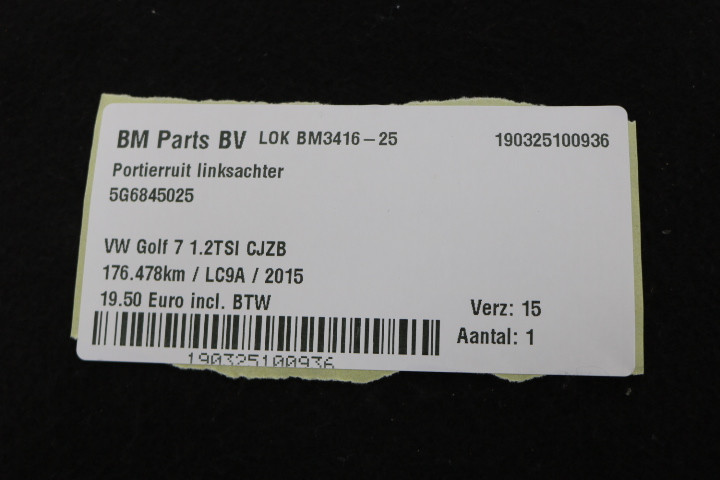 BM Parts BV LOK BM3416-25 190325100936
Portierruit linksachter
5G6845025
VW Golf 7 1.2TSI CJZB
176.478km / LC9A / 2015
19.50 Euro incl. BTW
Verz: 15
Aantal: 1
190325100936